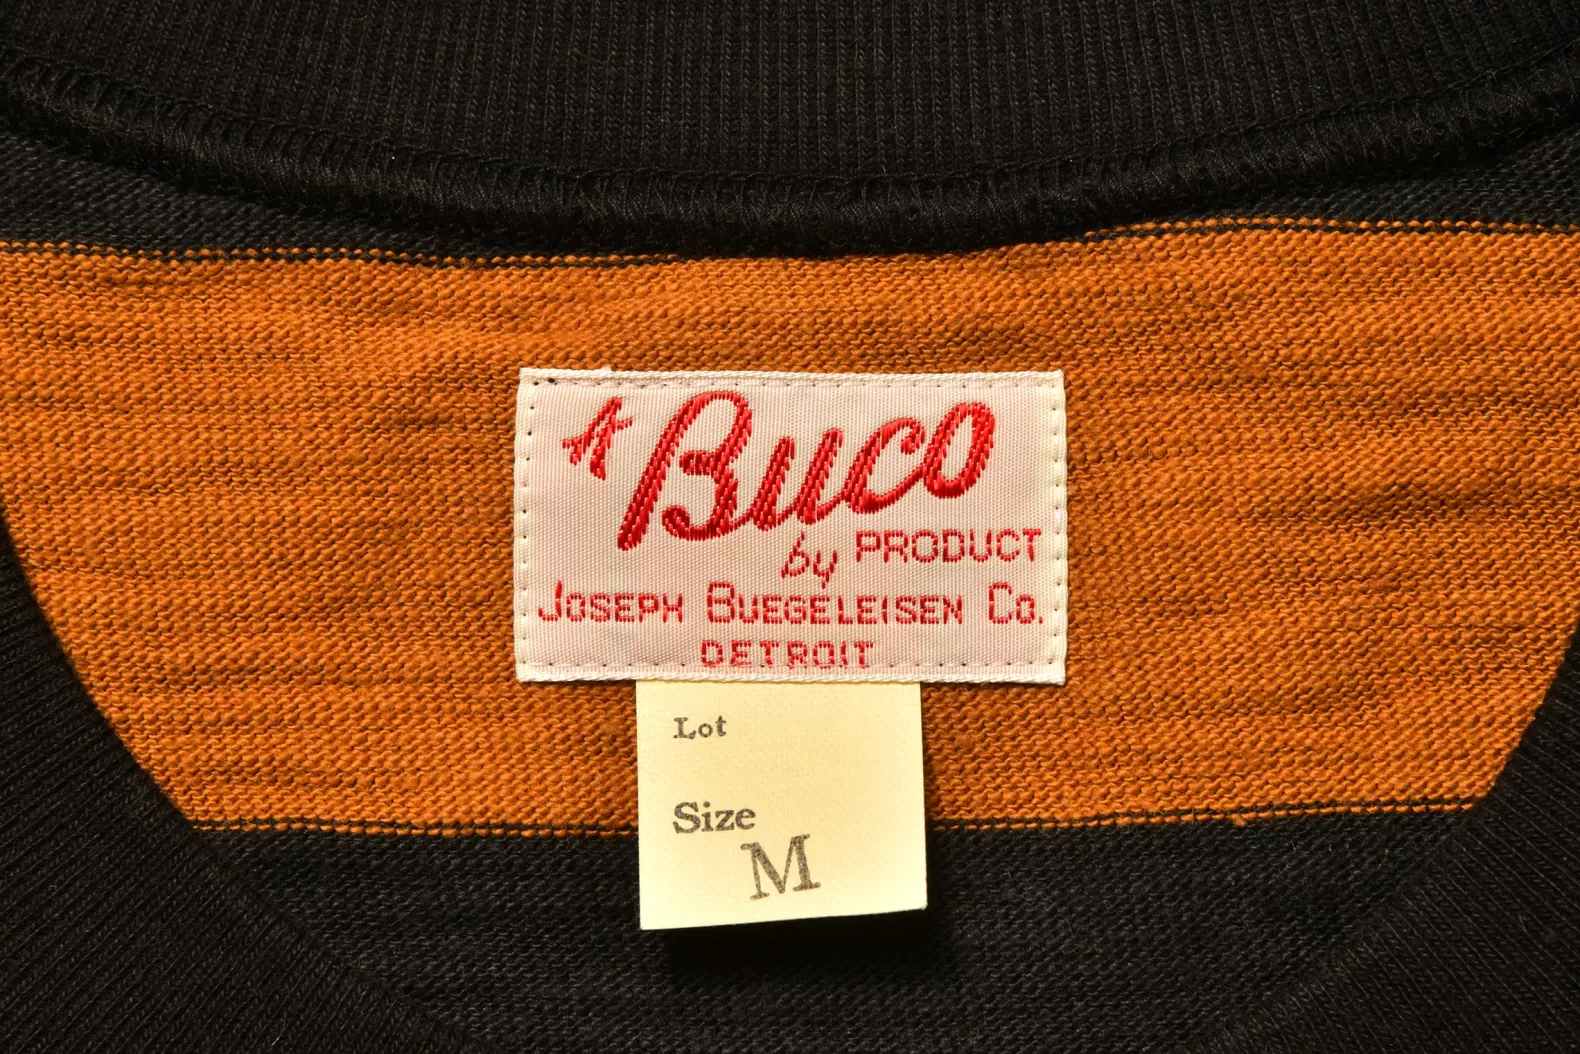 A Buco
by PRODUCT
JOSEPH BUEGELEISEN CO.
DETROIT
Lot
Size
M